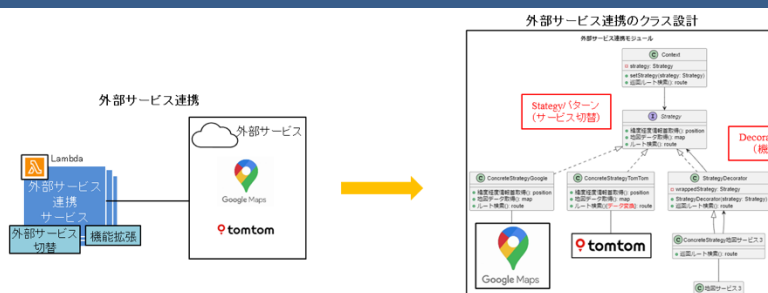 外部サービス連携
Lambda
外部サービス
連携
サービス
外部サービス
切替
機能拡張
外部サービス
Google Maps
tomtom
外部サービス連携のクラス設計
外部サービス連携モジュール
C Context
strategy: Strategy
setStrategy(strategy: Strategy)
巡回ルート検索(): route
Stategyパターン
(サービス切替)
I Strategy
緯度経度情報基取得(): position
地図データ取得(): map
ルート検索(): route
Decora
(機
C ConcreteStrategyGoogle
緯度経度情報基取得(): position
地図データ取得(): map
ルート検索(): route
C ConcreteStrategyTomTom
緯度経度情報基取得(): position
地図データ取得(): map
ルート検索()[データ変換]: route
C StrategyDecorator
wrappedStrategy: Strategy
StrategyDecorator(strategy: Strategy)
巡回ルート検索(): route
Google Maps
tomtom
C ConcreteStrategy地図サービス3
巡回ルート検索(): route
C 地図サービス3